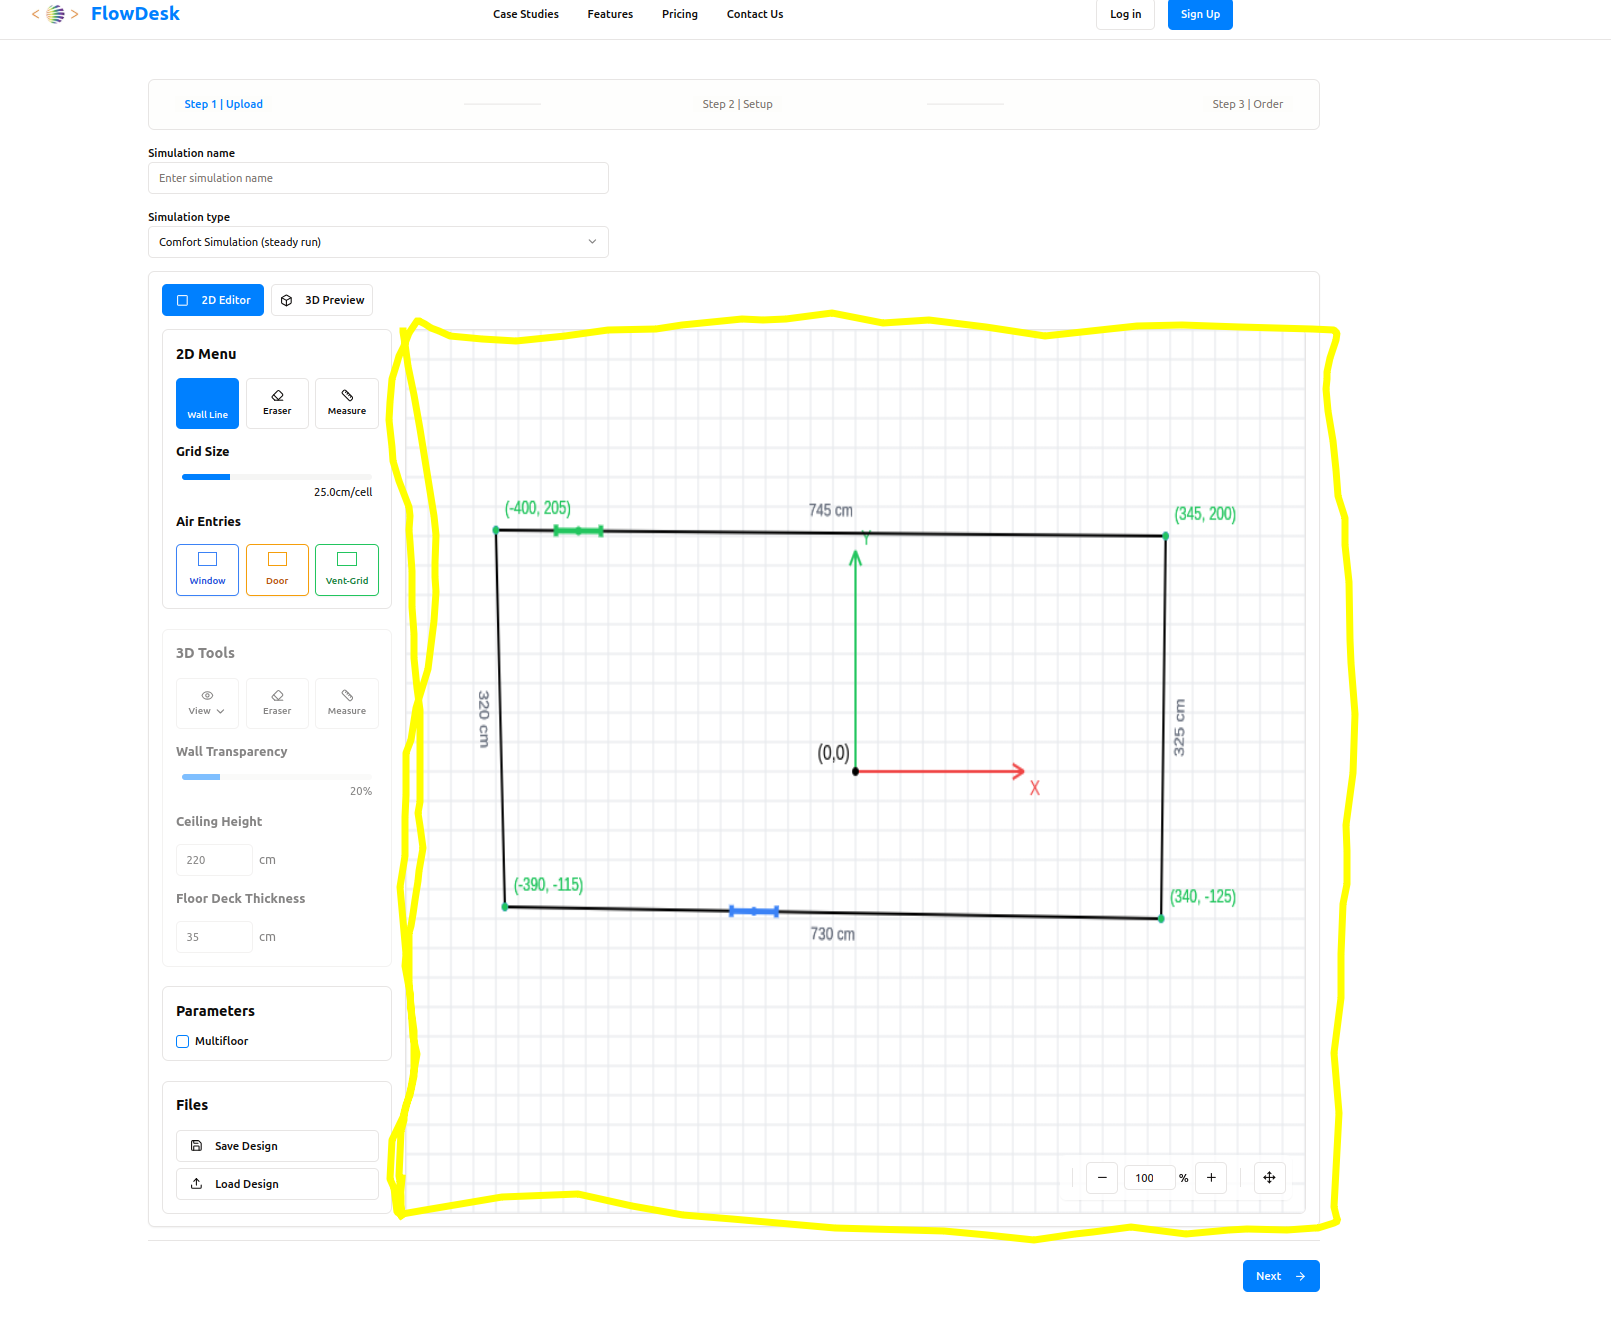 FlowDesk
Case Studies Features Pricing Contact Us
Log in Sign Up
Step 1 | Upload Step 2 | Setup Step 3 | Order
Simulation name
Enter simulation name
Simulation type
Comfort Simulation (steady run)
2D Editor 3D Preview
2D Menu
Wall Line Eraser Measure
Grid Size
25.0cm/cell
Air Entries
Window Door Vent-Grid
3D Tools
View Eraser Measure
Wall Transparency
20%
Ceiling Height
220 cm
Floor Deck Thickness
35 cm
Parameters
Multifloor
Files
Save Design
Load Design
(-400, 205)
745 cm
(345, 200)
Y
320 cm
325 cm
(0,0)
X
(-390, -115)
(340, -125)
730 cm
− 100 % +
Next